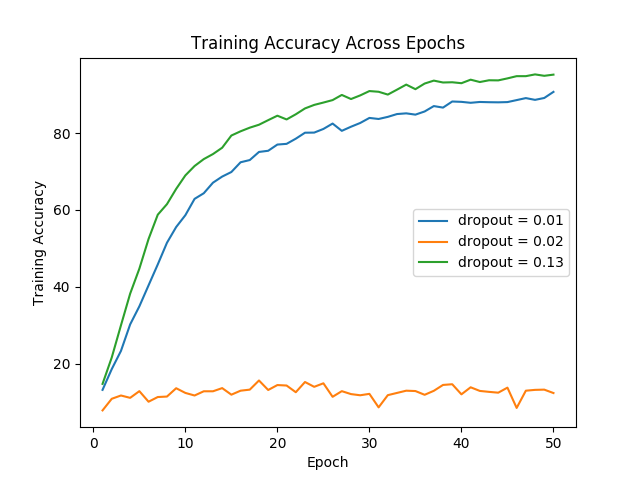 Training Accuracy Across Epochs
Training Accuracy
80
60
40
20
dropout = 0.01
dropout = 0.02
dropout = 0.13
0 10 20 30 40 50
Epoch